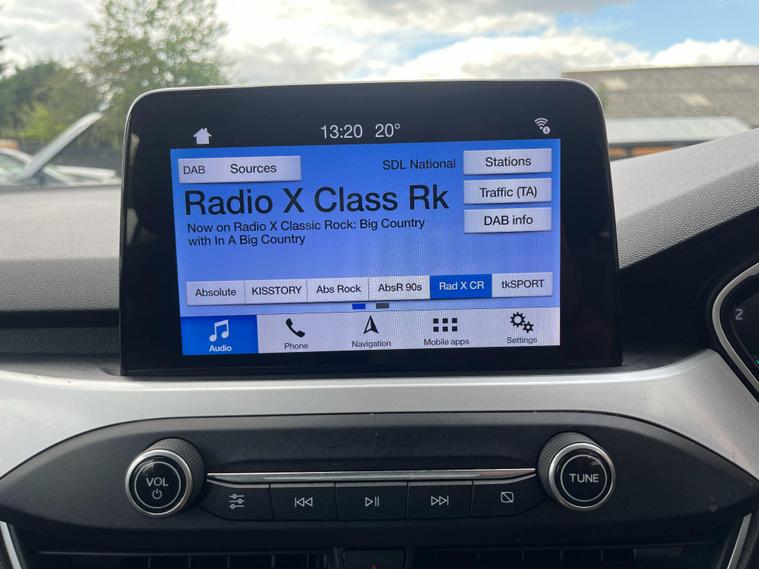 13:20 20°
DAB Sources
SDL National
Stations
Radio X Class Rk
Traffic (TA)
Now on Radio X Classic Rock: Big Country
with In A Big Country
DAB info
Absolute KISSTORY Abs Rock AbsR 90s Rad X CR tkSPORT
Audio Phone Navigation Mobile apps Settings
SYNC
VOL TUNE
2